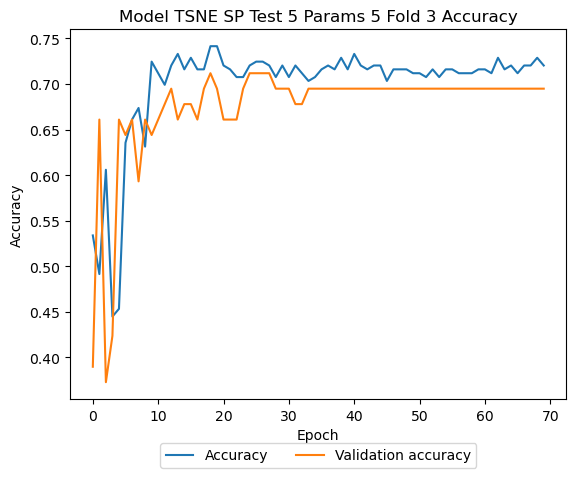 Model TSNE SP Test 5 Params 5 Fold 3 Accuracy
0.75
0.70
0.65
0.60
0.55
0.50
0.45
0.40
Accuracy
0 10 20 30 40 50 60 70
Epoch
Accuracy Validation accuracy